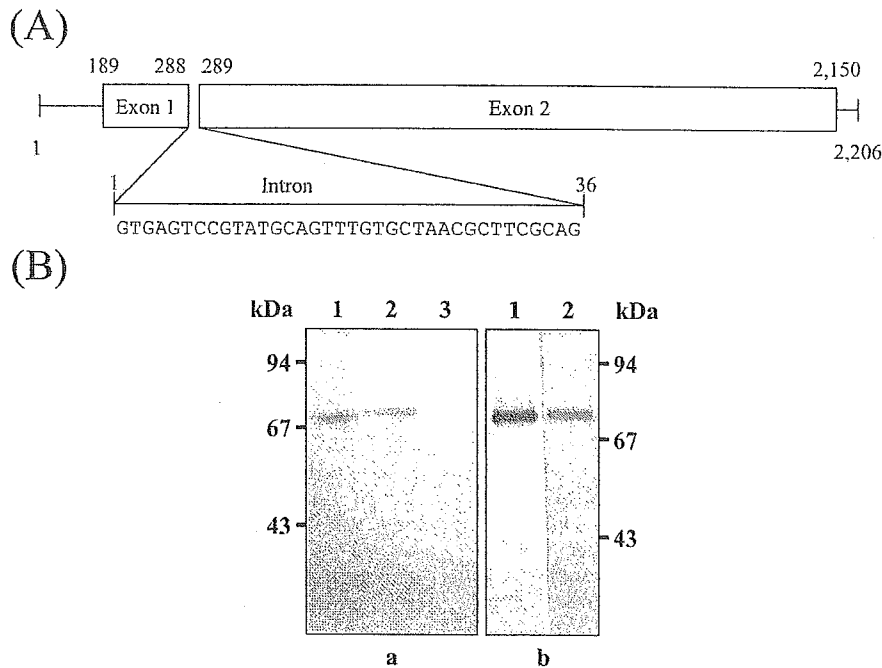 (A)
189 288 289 2,150
Exon 1 Exon 2
1 2,206
1 Intron 36
GTGAGTCCGTATGCAGTTTGTGCTAACGCTTCGCAG
(B)
kDa 1 2 3 1 2 kDa
94 94
67 67
43 43
a b